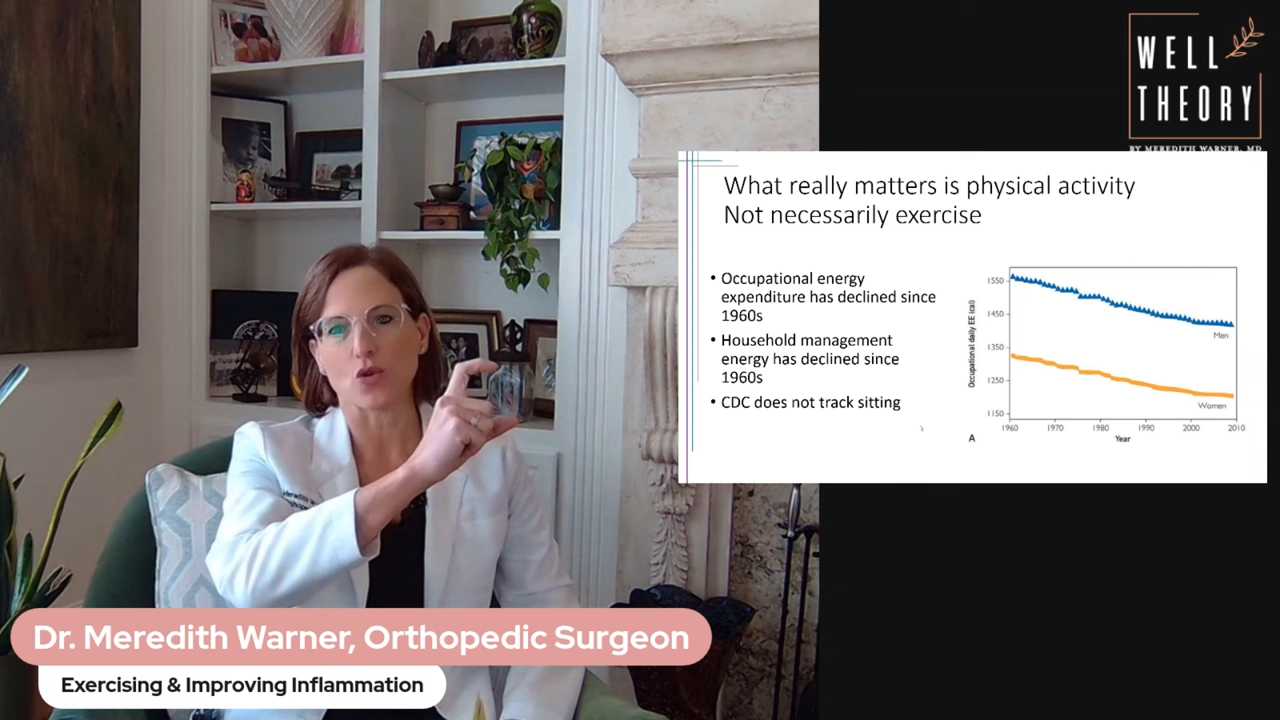 WELL
THEORY
BY MEREDITH WARNER, MD
What really matters is physical activity
Not necessarily exercise
• Occupational energy
expenditure has declined since
1960s
• Household management
energy has declined since
1960s
• CDC does not track sitting
Occupational daily EE (cal)
1550
1450
1350
1250
1150
Men
Women
1960 1970 1980 1990 2000 2010
A
Year
Dr. Meredith Warner, Orthopedic Surgeon
Exercising & Improving Inflammation